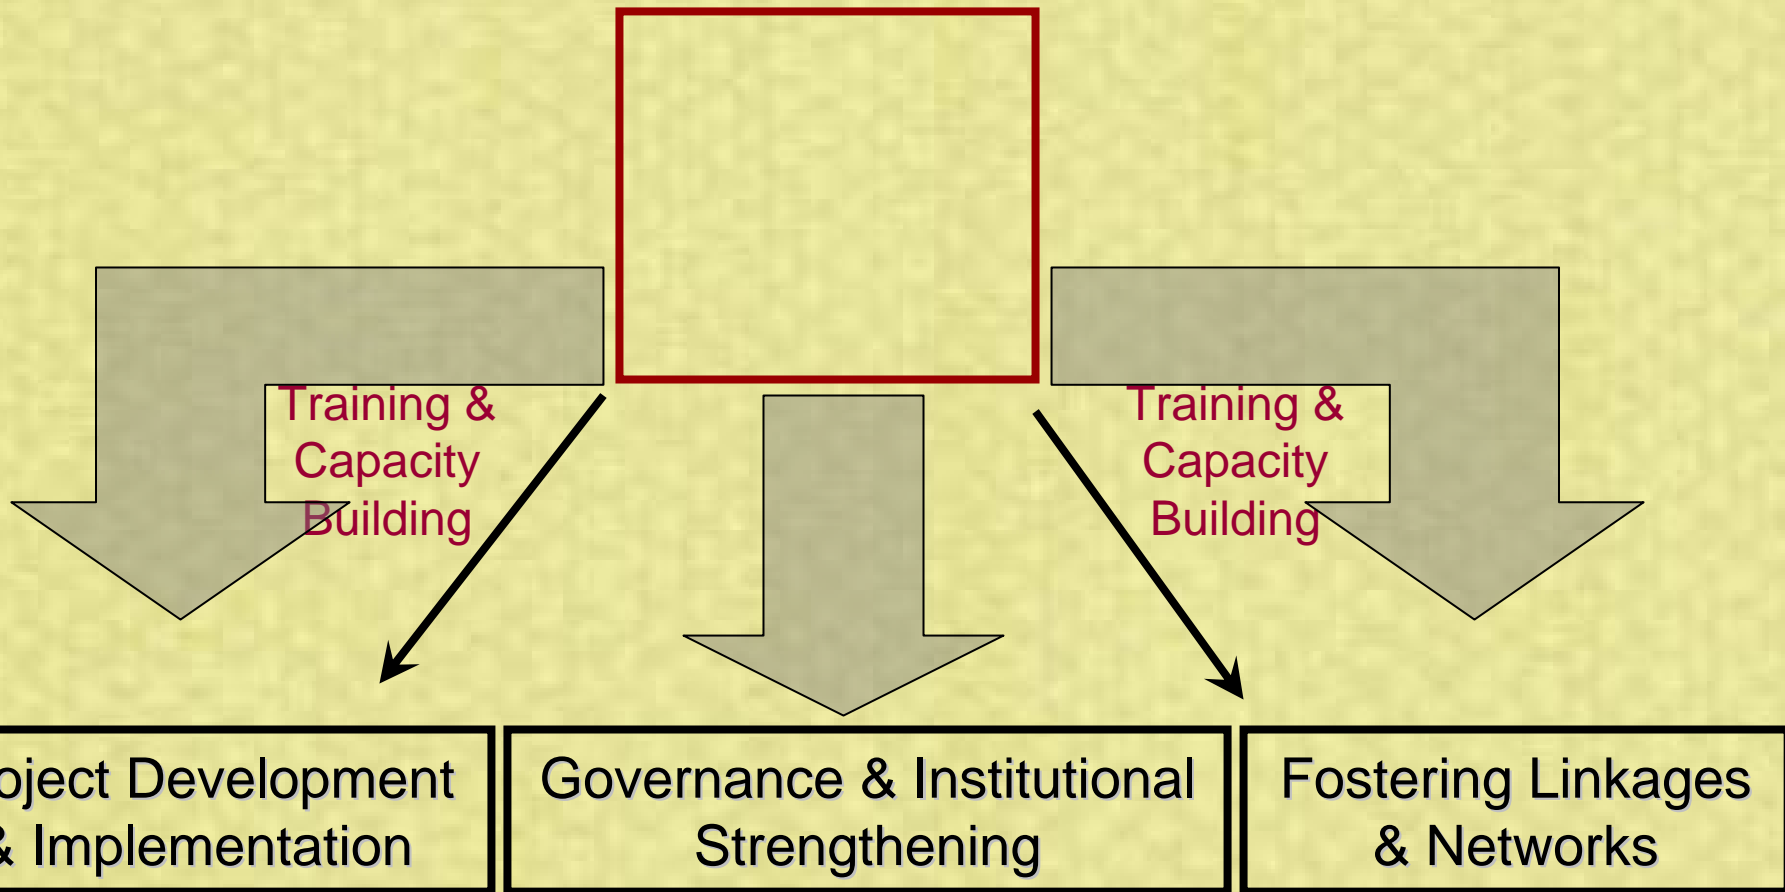 Training &
Capacity
Building
Training &
Capacity
Building
oject Development
& Implementation
Governance & Institutional
Strengthening
Fostering Linkages
& Networks